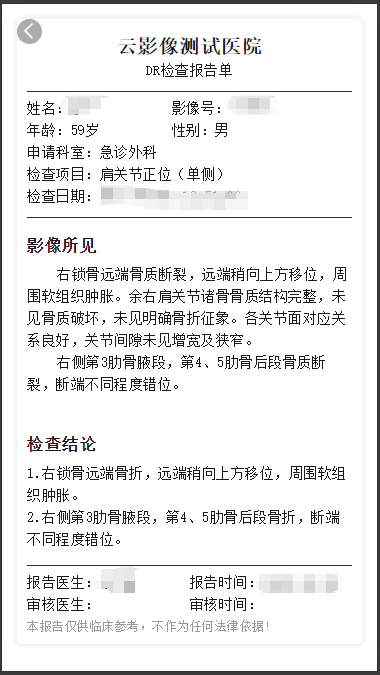 云影像测试医院
DR检查报告单
姓名： 影像号：
年龄：59岁 性别：男
申请科室：急诊外科
检查项目：肩关节正位（单侧）
检查日期：
影像所见
右锁骨远端骨质断裂，远端稍向上方移位，周
围软组织肿胀。余右肩关节诸骨骨质结构完整，未
见骨质破坏，未见明确骨折征象。各关节面对应关
系良好，关节间隙未见增宽及狭窄。
右侧第3肋骨腋段，第4、5肋骨后段骨质断
裂，断端不同程度错位。
检查结论
1.右锁骨远端骨折，远端稍向上方移位，周围软组
织肿胀。
2.右侧第3肋骨腋段，第4、5肋骨后段骨折，断端
不同程度错位。
报告医生： 报告时间：
审核医生： 审核时间：
本报告仅供临床参考，不作为任何法律依据!